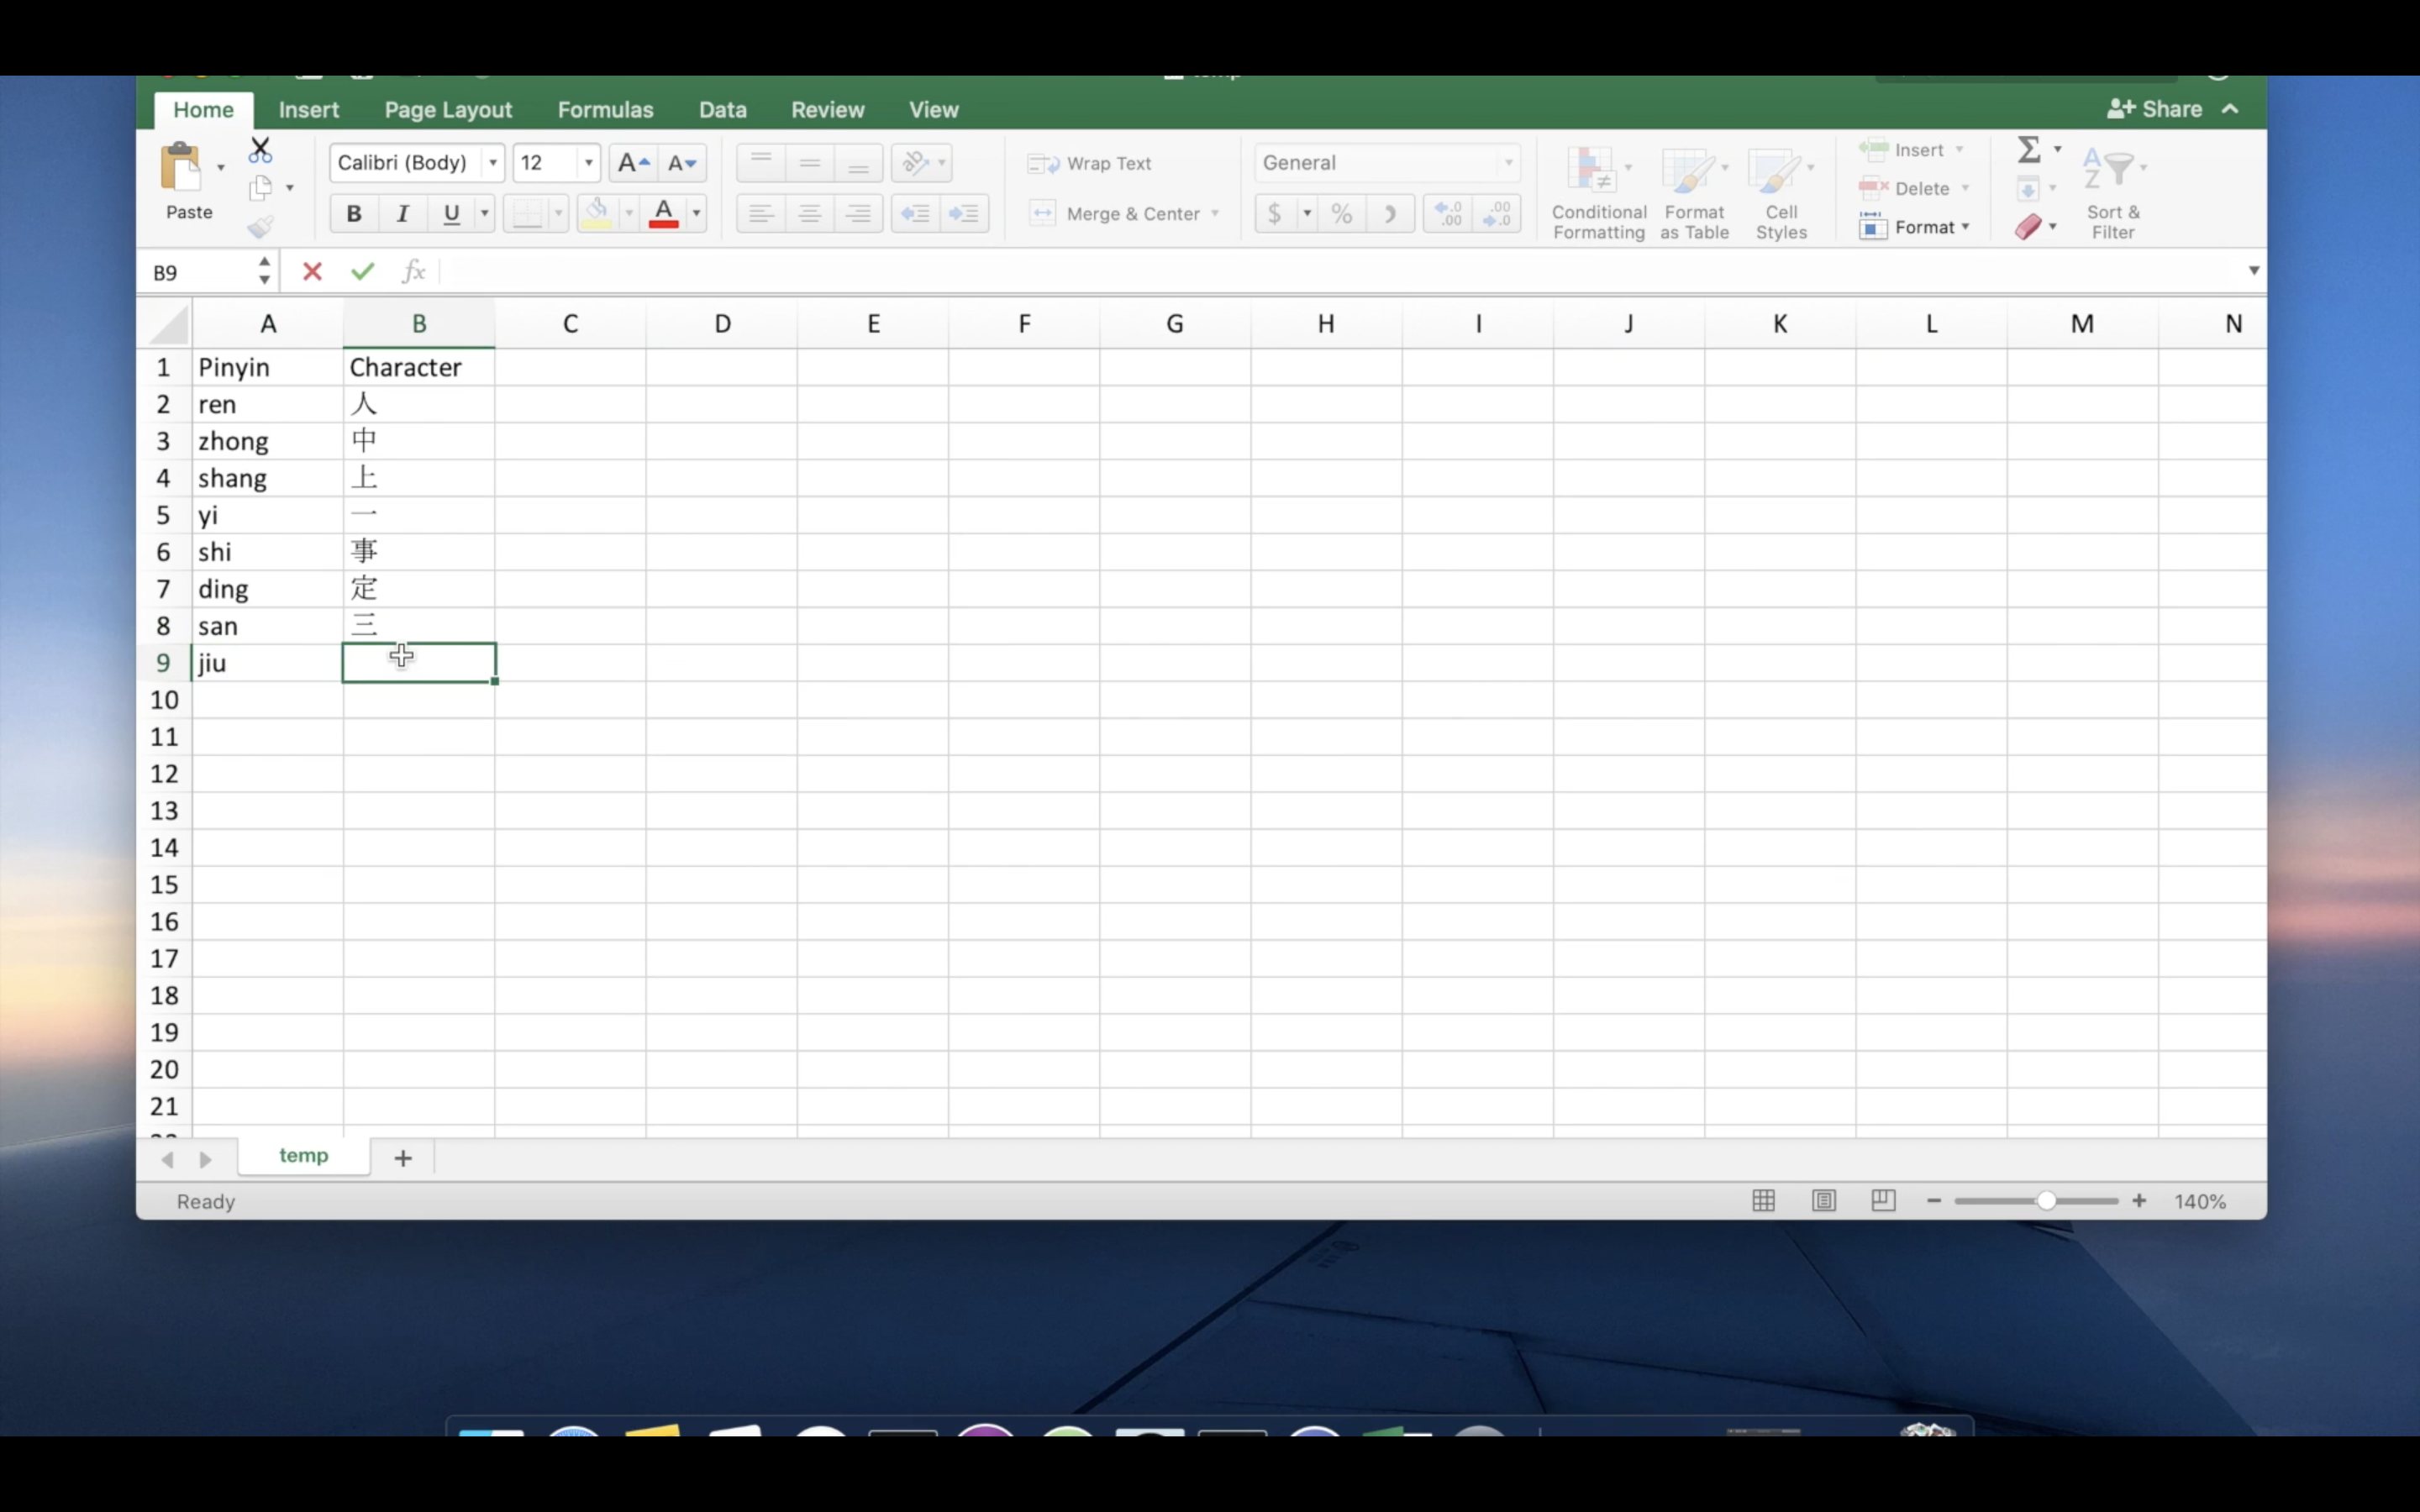 Home Insert Page Layout Formulas Data Review View Share
Calibri (Body) 12 Wrap Text General Insert
Delete
Paste B I U Merge & Center $ % Conditional Formatting Format as Table Cell Styles Format Sort & Filter
B9 fx
A B C D E F G H I J K L M N
1 Pinyin Character
2 ren 人
3 zhong 中
4 shang 上
5 yi 一
6 shi 事
7 ding 定
8 san 三
9 jiu
10
11
12
13
14
15
16
17
18
19
20
21
temp +
Ready 140%